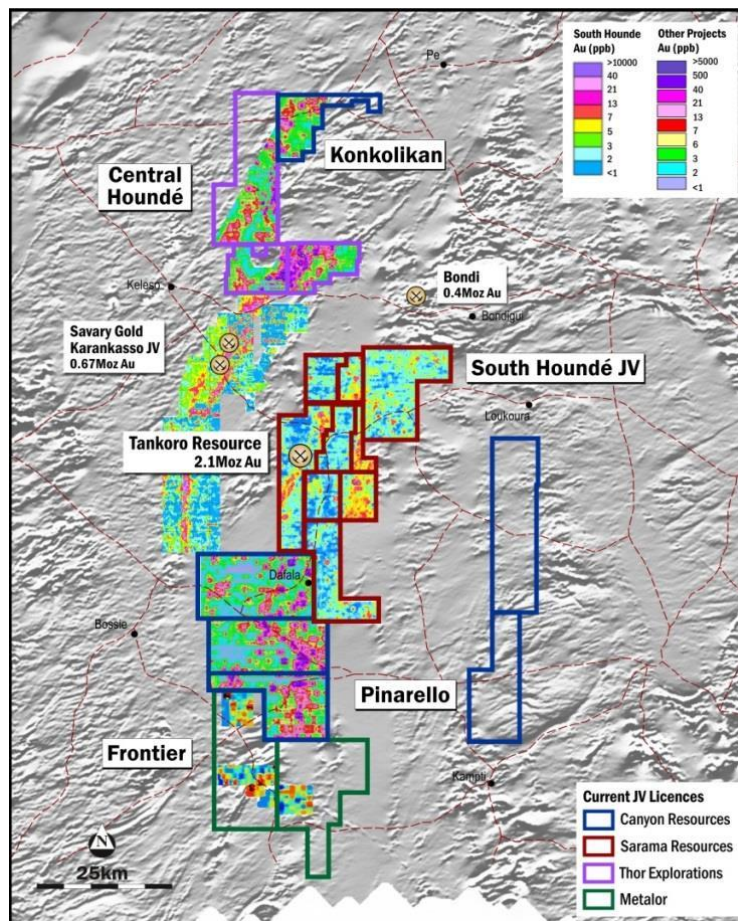 South Hounde
Au (ppb)
>10000
40
21
13
7
5
3
2
<1
Other Projects
Au (ppb)
>5000
500
40
21
13
7
6
3
2
<1
Pe
Konkolikan
Central
Houndé
Keleso
Bondi
0.4Moz Au
Bondigui
Savary Gold
Karankasso JV
0.67Moz Au
South Houndé JV
Loukoura
Tankoro Resource
2.1Moz Au
Dafala
Bossie
Pinarello
Frontier
Kampti
N
25km
Current JV Licences
Canyon Resources
Sarama Resources
Thor Explorations
Metalor